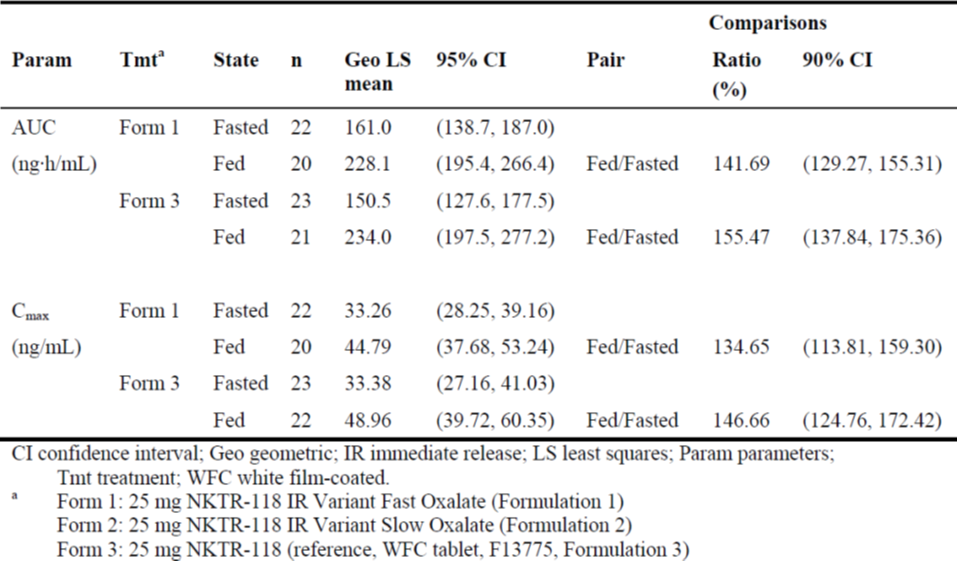 Comparisons
Param Tmtᵃ State n Geo LS mean 95% CI Pair Ratio (%) 90% CI
AUC Form 1 Fasted 22 161.0 (138.7, 187.0)
(ng·h/mL) Fed 20 228.1 (195.4, 266.4) Fed/Fasted 141.69 (129.27, 155.31)
Form 3 Fasted 23 150.5 (127.6, 177.5)
Fed 21 234.0 (197.5, 277.2) Fed/Fasted 155.47 (137.84, 175.36)
Cmax Form 1 Fasted 22 33.26 (28.25, 39.16)
(ng/mL) Fed 20 44.79 (37.68, 53.24) Fed/Fasted 134.65 (113.81, 159.30)
Form 3 Fasted 23 33.38 (27.16, 41.03)
Fed 22 48.96 (39.72, 60.35) Fed/Fasted 146.66 (124.76, 172.42)
CI confidence interval; Geo geometric; IR immediate release; LS least squares; Param parameters;
Tmt treatment; WFC white film-coated.
ᵃ Form 1: 25 mg NKTR-118 IR Variant Fast Oxalate (Formulation 1)
Form 2: 25 mg NKTR-118 IR Variant Slow Oxalate (Formulation 2)
Form 3: 25 mg NKTR-118 (reference, WFC tablet, F13775, Formulation 3)